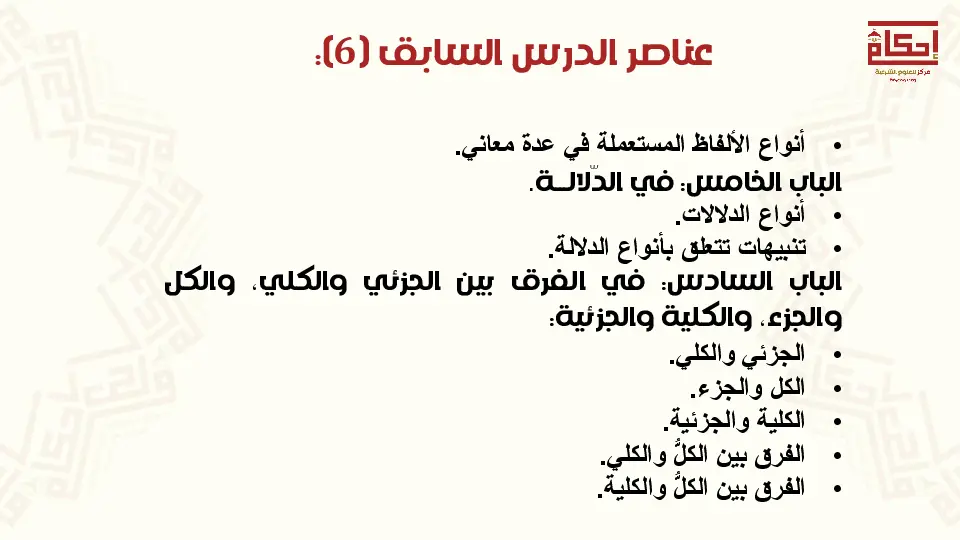 عناصر الدرس السابق (6):
إحكام
مركز للعلوم الشرعية
• أنواع الألفاظ المستعملة في عدة معاني.
الباب الخامس: في الدّلالــة.
• أنواع الدلالات.
• تنبيهات تتعلق بأنواع الدلالة.
الباب السادس: في الفرق بين الجزئي والكلي، والكل
والجزء، والكلية والجزئية:
• الجزئي والكلي.
• الكل والجزء.
• الكلية والجزئية.
• الفرق بين الكلُّ والكلي.
• الفرق بين الكلُّ والكلية.